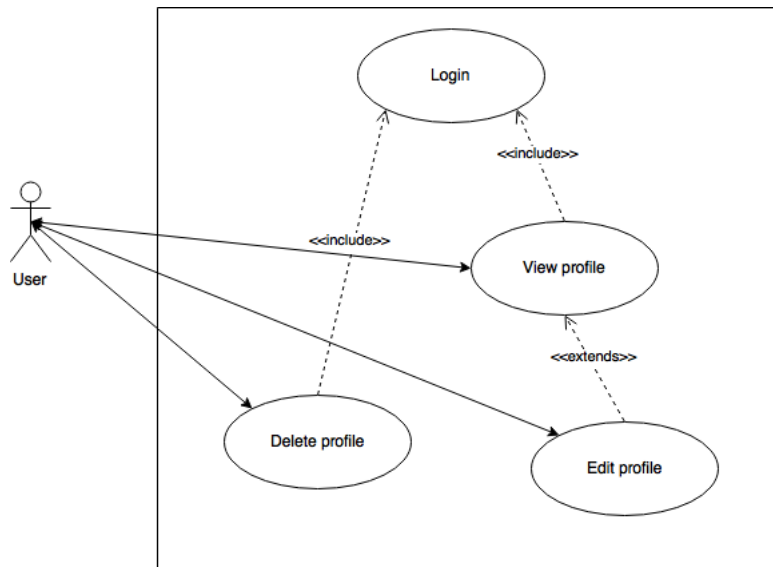 Login
<<include>>
<<include>>
View profile
User
<<extends>>
Delete profile
Edit profile